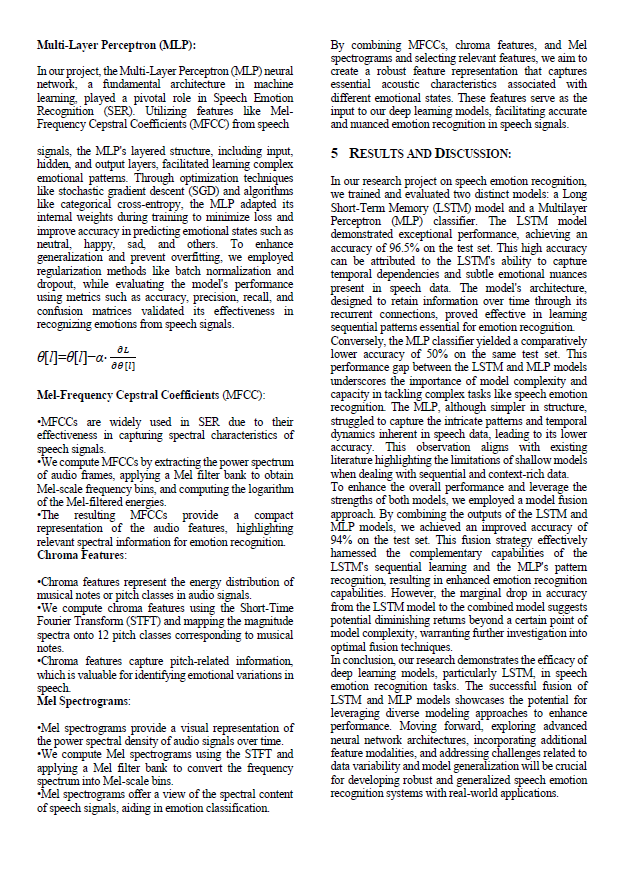 Multi-Layer Perceptron (MLP):
In our project, the Multi-Layer Perceptron (MLP) neural
network, a fundamental architecture in machine
learning, played a pivotal role in Speech Emotion
Recognition (SER). Utilizing features like Mel-
Frequency Cepstral Coefficients (MFCC) from speech
signals, the MLP's layered structure, including input,
hidden, and output layers, facilitated learning complex
emotional patterns. Through optimization techniques
like stochastic gradient descent (SGD) and algorithms
like categorical cross-entropy, the MLP adapted its
internal weights during training to minimize loss and
improve accuracy in predicting emotional states such as
neutral, happy, sad, and others. To enhance
generalization and prevent overfitting, we employed
regularization methods like batch normalization and
dropout, while evaluating the model's performance
using metrics such as accuracy, precision, recall, and
confusion matrices validated its effectiveness in
recognizing emotions from speech signals.
θ[l]=θ[l]−α· ∂L/∂θ[l]
Mel-Frequency Cepstral Coefficients (MFC):
•MFCCs are widely used in SER due to their
effectiveness in capturing spectral characteristics of
speech signals.
•We compute MFCCs by extracting the power spectrum
of audio frames, applying a Mel filter bank to obtain
Mel-scale frequency bins, and computing the logarithm
of the Mel-filtered energies.
•The resulting MFCCs provide a compact
representation of the audio features, highlighting
relevant spectral information for emotion recognition.
Chroma Features:
•Chroma features represent the energy distribution of
musical notes or pitch classes in audio signals.
•We compute chroma features using the Short-Time
Fourier Transform (STFT) and mapping the magnitude
spectra onto 12 pitch classes corresponding to musical
notes.
•Chroma features capture pitch-related information,
which is valuable for identifying emotional variations in
speech.
Mel Spectrograms:
•Mel spectrograms provide a visual representation of
the power spectral density of audio signals over time.
•We compute Mel spectrograms using the STFT and
applying a Mel filter bank to convert the frequency
spectrum into Mel-scale bins.
•Mel spectrograms offer a view of the spectral content
of speech signals, aiding in emotion classification.
By combining MFCCs, chroma features, and Mel
spectrograms and selecting relevant features, we aim to
create a robust feature representation that captures
essential acoustic characteristics associated with
different emotional states. These features serve as the
input to our deep learning models, facilitating accurate
and nuanced emotion recognition in speech signals.
5 RESULTS AND DISCUSSION:
In our research project on speech emotion recognition,
we trained and evaluated two distinct models: a Long
Short-Term Memory (LSTM) model and a Multilayer
Perceptron (MLP) classifier. The LSTM model
demonstrated exceptional performance, achieving an
accuracy of 96.5% on the test set. This high accuracy
can be attributed to the LSTM's ability to capture
temporal dependencies and subtle emotional nuances
present in speech data. The model's architecture,
designed to retain information over time through its
recurrent connections, proved effective in learning
sequential patterns essential for emotion recognition.
Conversely, the MLP classifier yielded a comparatively
lower accuracy of 50% on the same test set. This
performance gap between the LSTM and MLP models
underscores the importance of model complexity and
capacity in tackling complex tasks like speech emotion
recognition. The MLP, although simpler in structure,
struggled to capture the intricate patterns and temporal
dynamics inherent in speech data, leading to its lower
accuracy. This observation aligns with existing
literature highlighting the limitations of shallow models
when dealing with sequential and context-rich data.
To enhance the overall performance and leverage the
strengths of both models, we employed a model fusion
approach. By combining the outputs of the LSTM and
MLP models, we achieved an improved accuracy of
94% on the test set. This fusion strategy effectively
harnessed the complementary capabilities of the
LSTM's sequential learning and the MLP's pattern
recognition, resulting in enhanced emotion recognition
capabilities. However, the marginal drop in accuracy
from the LSTM model to the combined model suggests
potential diminishing returns beyond a certain point of
model complexity, warranting further investigation into
optimal fusion techniques.
In conclusion, our research demonstrates the efficacy of
deep learning models, particularly LSTM, in speech
emotion recognition tasks. The successful fusion of
LSTM and MLP models showcases the potential for
leveraging diverse modeling approaches to enhance
performance. Moving forward, exploring advanced
neural network architectures, incorporating additional
feature modalities, and addressing challenges related to
data variability and model generalization will be crucial
for developing robust and generalized speech emotion
recognition systems with real-world applications.